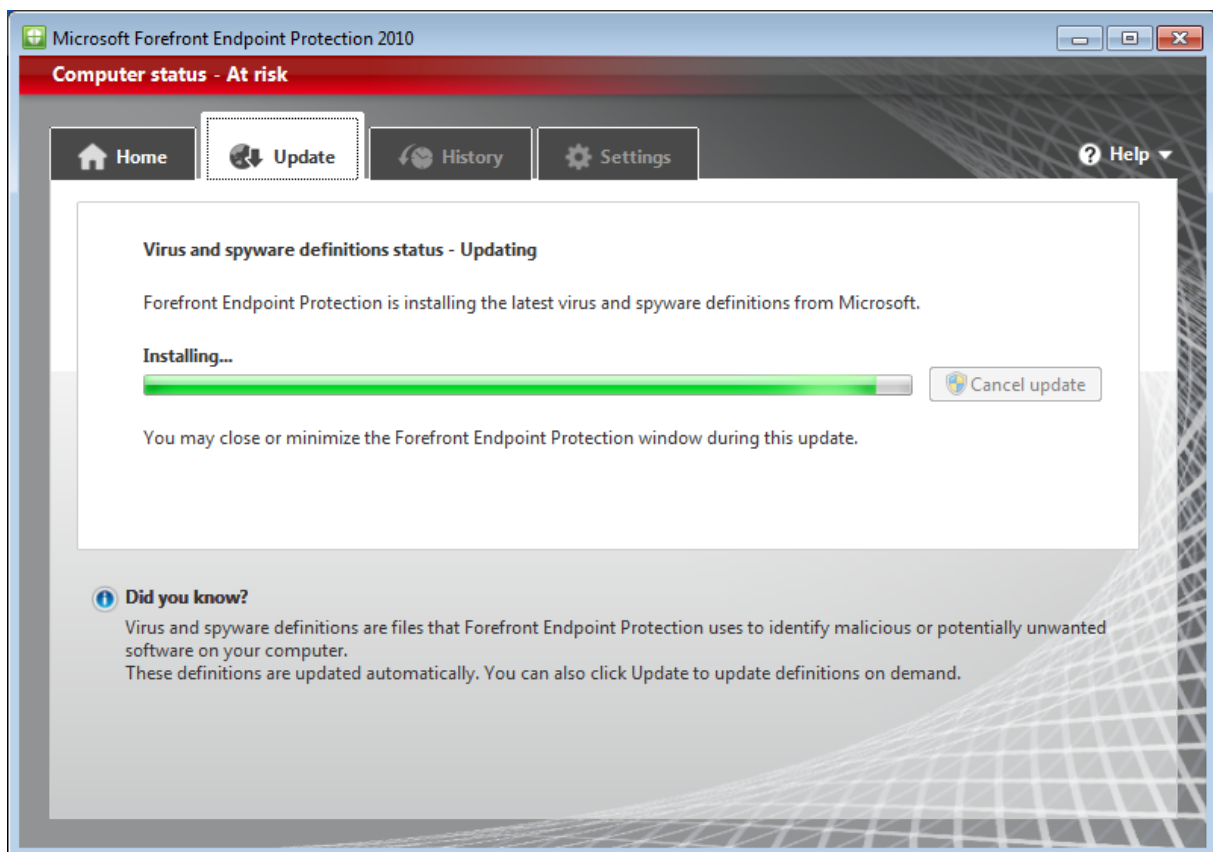 Microsoft Forefront Endpoint Protection 2010
Computer status - At risk
Home
Update
History
Settings
Help
Virus and spyware definitions status - Updating
Forefront Endpoint Protection is installing the latest virus and spyware definitions from Microsoft.
Installing...
Cancel update
You may close or minimize the Forefront Endpoint Protection window during this update.
Did you know?
Virus and spyware definitions are files that Forefront Endpoint Protection uses to identify malicious or potentially unwanted
software on your computer.
These definitions are updated automatically. You can also click Update to update definitions on demand.